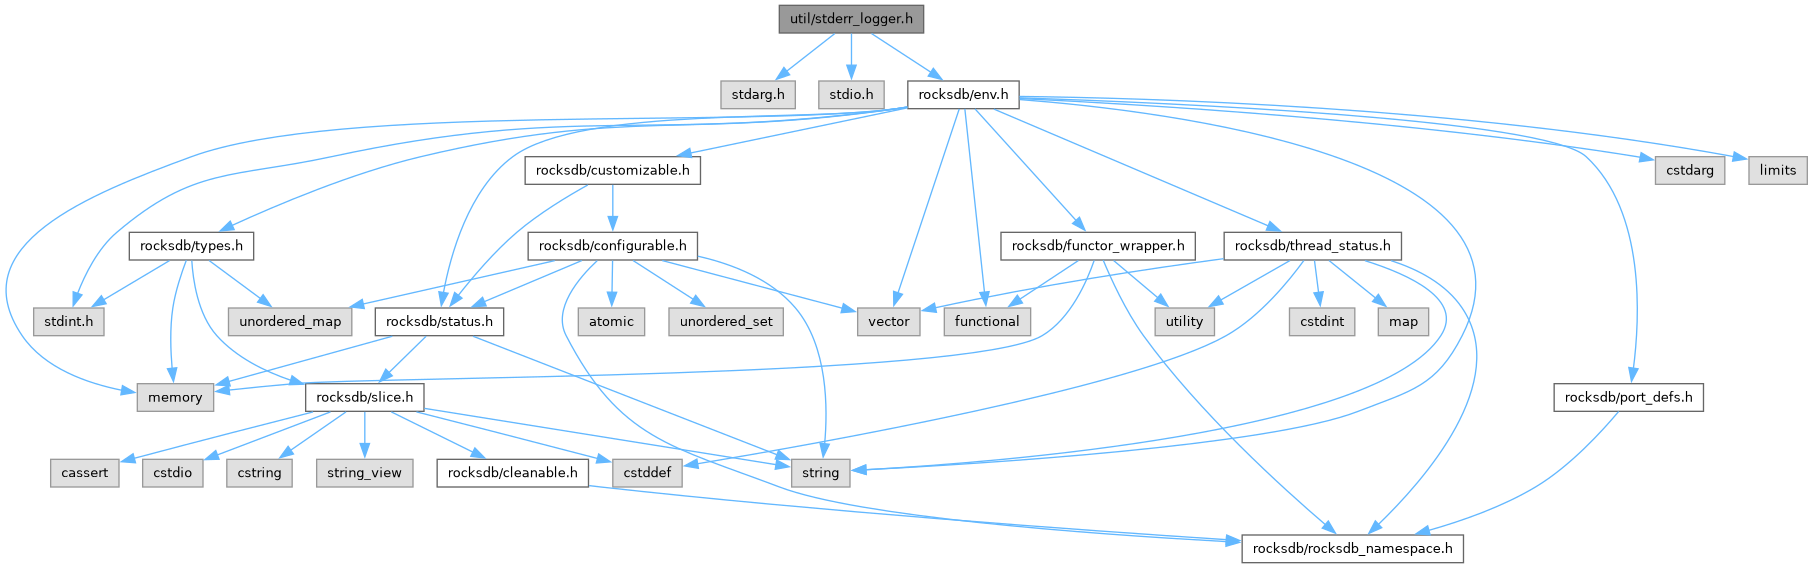 util/stderr_logger.h
stdarg.h
stdio.h
rocksdb/env.h
rocksdb/customizable.h
cstdarg
limits
rocksdb/types.h
rocksdb/configurable.h
rocksdb/functor_wrapper.h
rocksdb/thread_status.h
stdint.h
unordered_map
rocksdb/status.h
atomic
unordered_set
vector
functional
utility
cstdint
map
memory
rocksdb/slice.h
rocksdb/port_defs.h
cassert
cstdio
cstring
string_view
rocksdb/cleanable.h
cstddef
string
rocksdb/rocksdb_namespace.h